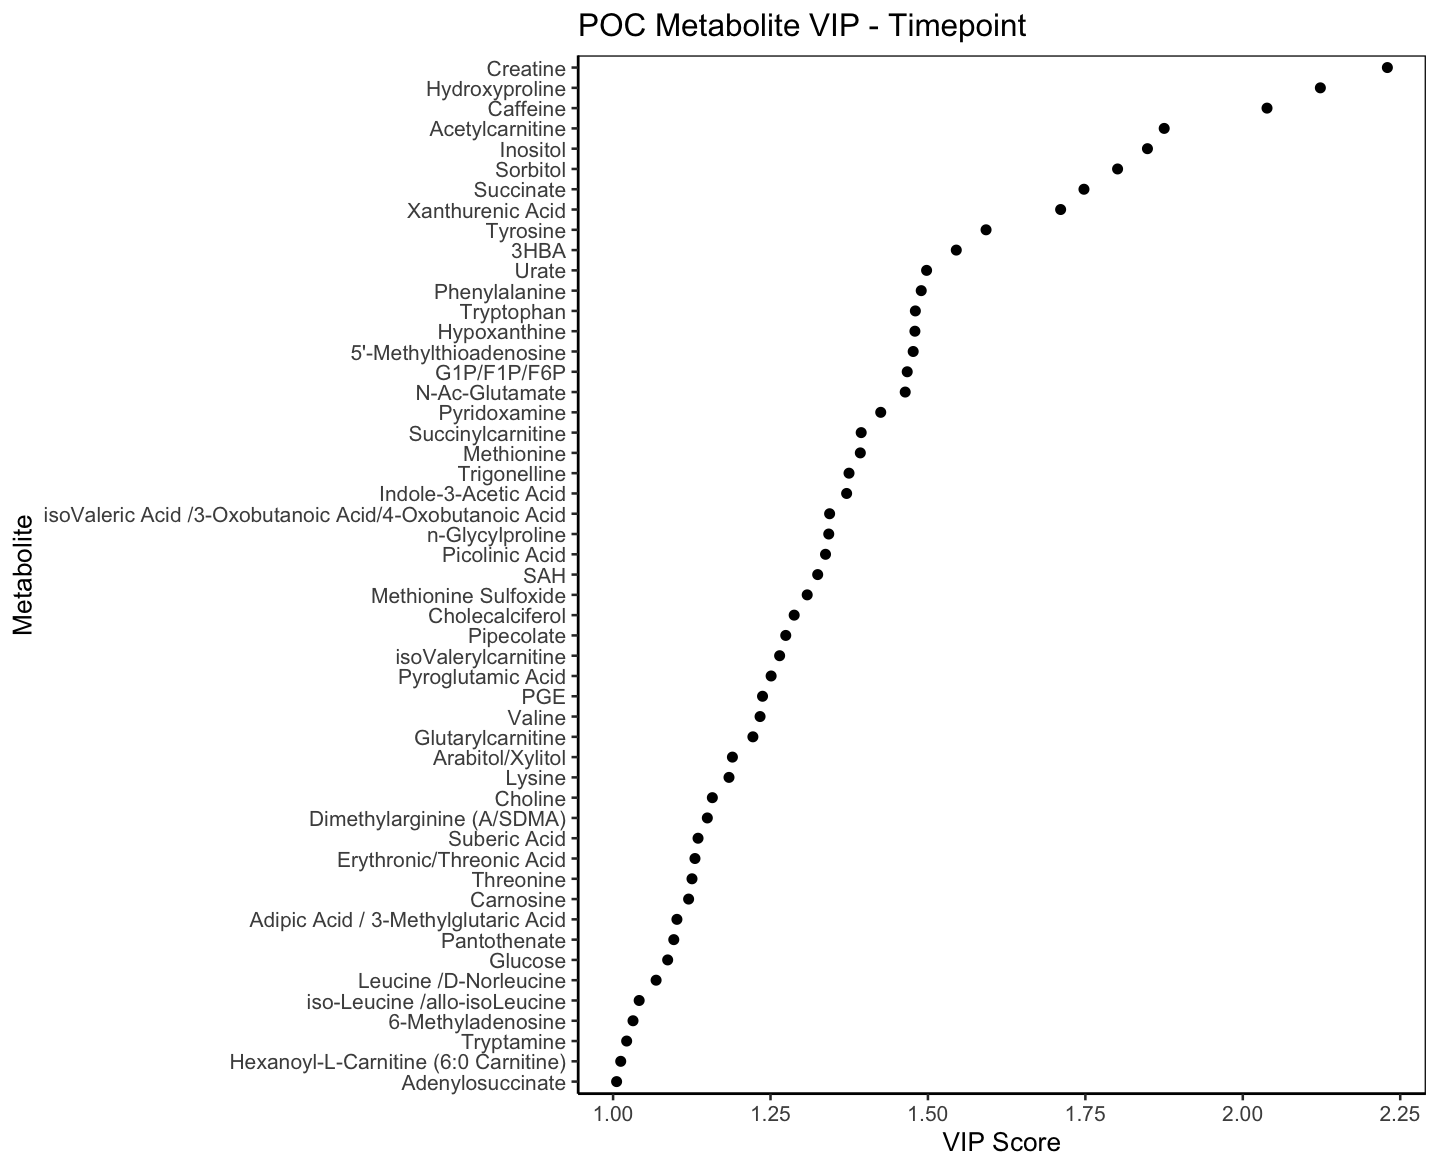 POC Metabolite VIP - Timepoint
Creatine
Hydroxyproline
Caffeine
Acetylcarnitine
Inositol
Sorbitol
Succinate
Xanthurenic Acid
Tyrosine
3HBA
Urate
Phenylalanine
Tryptophan
Hypoxanthine
5'-Methylthioadenosine
G1P/F1P/F6P
N-Ac-Glutamate
Pyridoxamine
Succinylcarnitine
Methionine
Trigonelline
Indole-3-Acetic Acid
isoValeric Acid /3-Oxobutanoic Acid/4-Oxobutanoic Acid
n-Glycylproline
Picolinic Acid
SAH
Methionine Sulfoxide
Cholecalciferol
Pipecolate
isoValerylcarnitine
Pyroglutamic Acid
PGE
Valine
Glutarylcarnitine
Arabitol/Xylitol
Lysine
Choline
Dimethylarginine (A/SDMA)
Suberic Acid
Erythronic/Threonic Acid
Threonine
Carnosine
Adipic Acid / 3-Methylglutaric Acid
Pantothenate
Glucose
Leucine /D-Norleucine
iso-Leucine /allo-isoLeucine
6-Methyladenosine
Tryptamine
Hexanoyl-L-Carnitine (6:0 Carnitine)
Adenylosuccinate
Metabolite
1.00 1.25 1.50 1.75 2.00 2.25
VIP Score